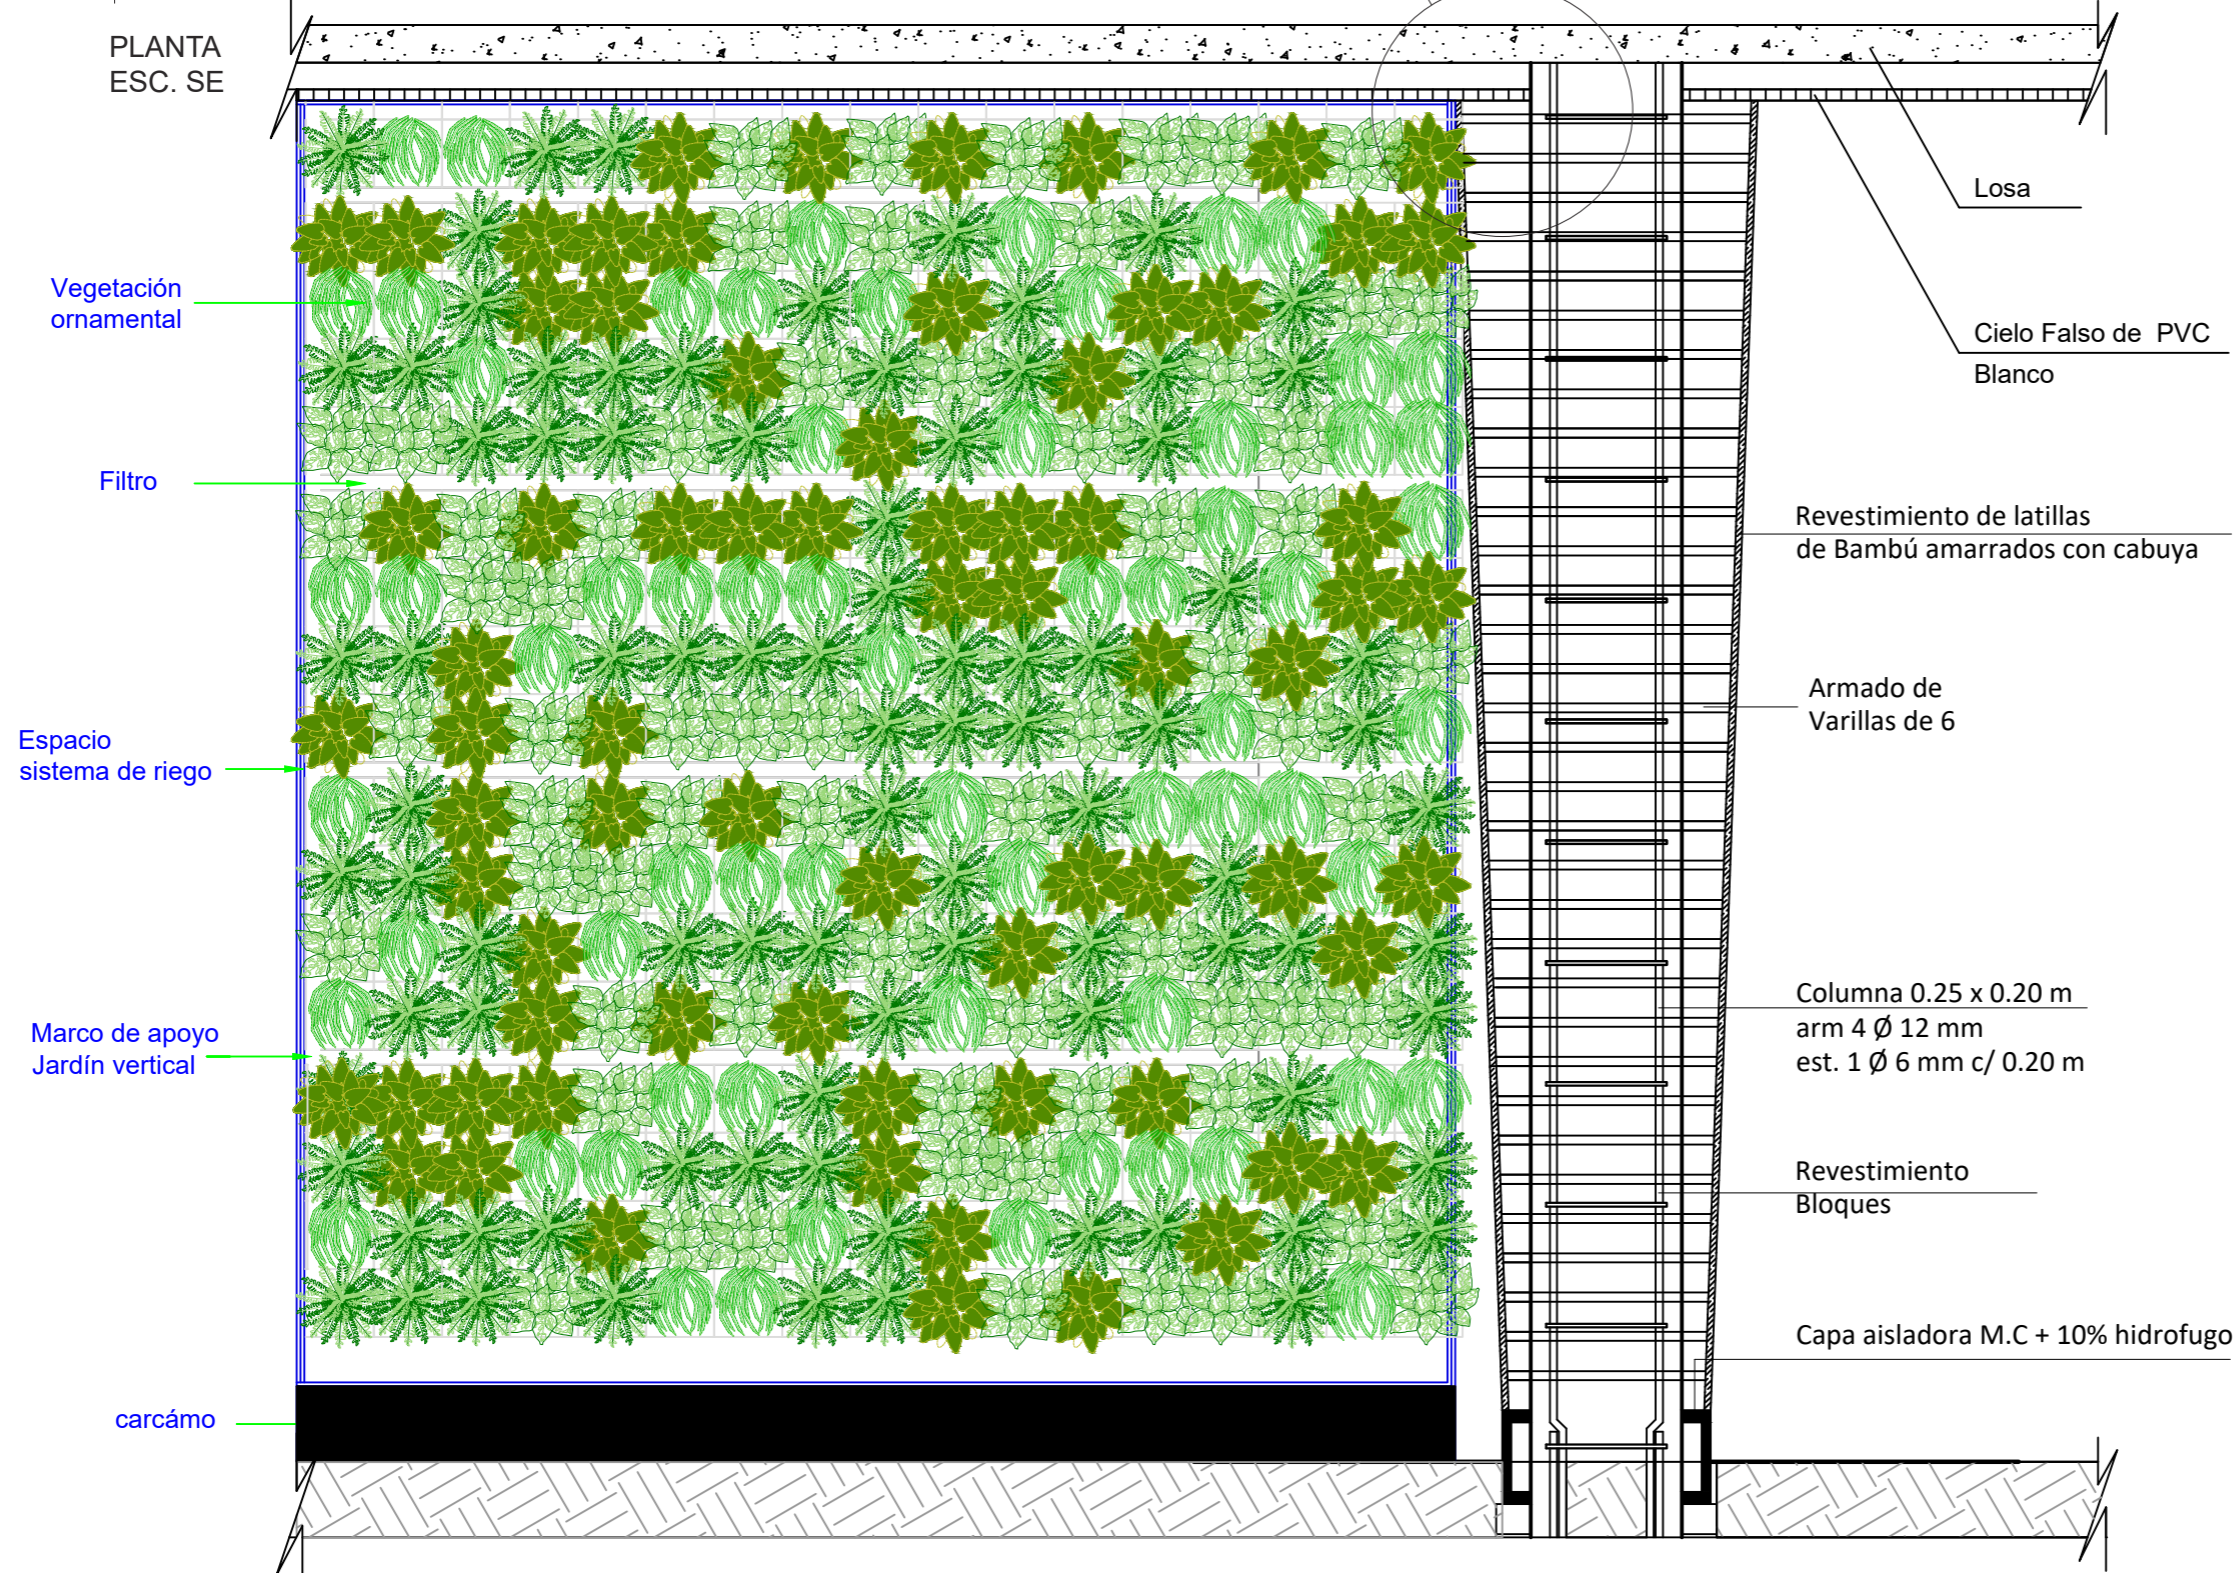 PLANTA
ESC. SE
Vegetación
ornamental
Filtro
Espacio
sistema de riego
Marco de apoyo
Jardín vertical
carcámo
Losa
Cielo Falso de PVC
Blanco
Revestimiento de latillas
de Bambú amarrados con cabuya
Armado de
Varillas de 6
Columna 0.25 x 0.20 m
arm 4 Ø 12 mm
est. 1 Ø 6 mm c/ 0.20 m
Revestimiento
Bloques
Capa aisladora M.C + 10% hidrofugo